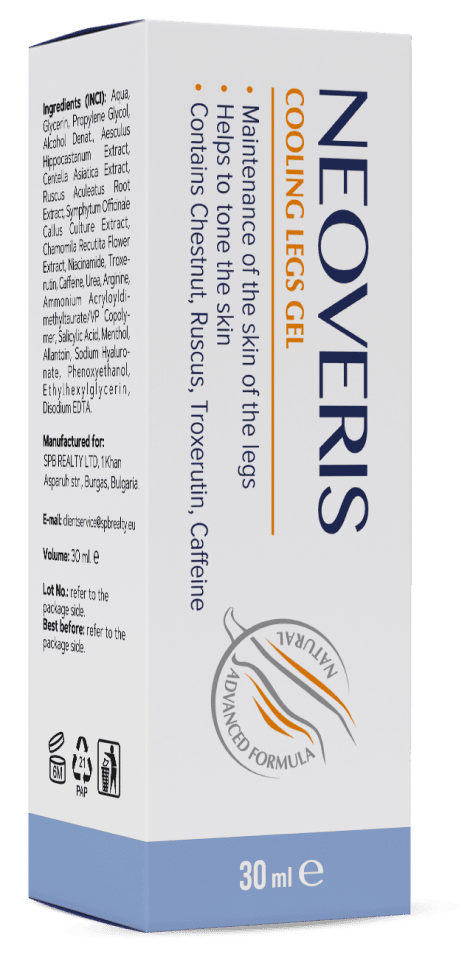 Ingredients (INCI): Aqua,
Glycerin, Propylene Glycol,
Alcohol Denat., Aesculus
Hippocastanum Extract,
Centella Asiatica Extract,
Ruscus Aculeatus Root
Extract, Symphytum Officinale
Callus Culture Extract,
Chamomilla Recutita Flower
Extract, Niacinamide, Troxe-
rutin, Caffeine, Urea, Arginine,
Ammonium Acryloyldi-
methyltaurate/VP Copoly-
mer, Salicylic Acid, Menthol,
Allantoin, Sodium Hyaluro-
nate, Phenoxyethanol,
Ethylhexylglycerin,
Disodium EDTA.
Manufactured for:
SPB REALTY LTD, 1 Khan
Asparuh str., Burgas, Bulgaria.
E-mail: clientservice@spbrealty.eu
Volume: 30 ml. e
Lot No.: refer to the
package side.
Best before: refer to the
package side.
6M
21
PAP
NEOVERIS
COOLING LEGS GEL
• Maintenance of the skin of the legs
• Helps to tone the skin
• Contains Chestnut, Ruscus, Troxerutin, Caffeine
NATURAL
ADVANCED FORMULA
30 ml e